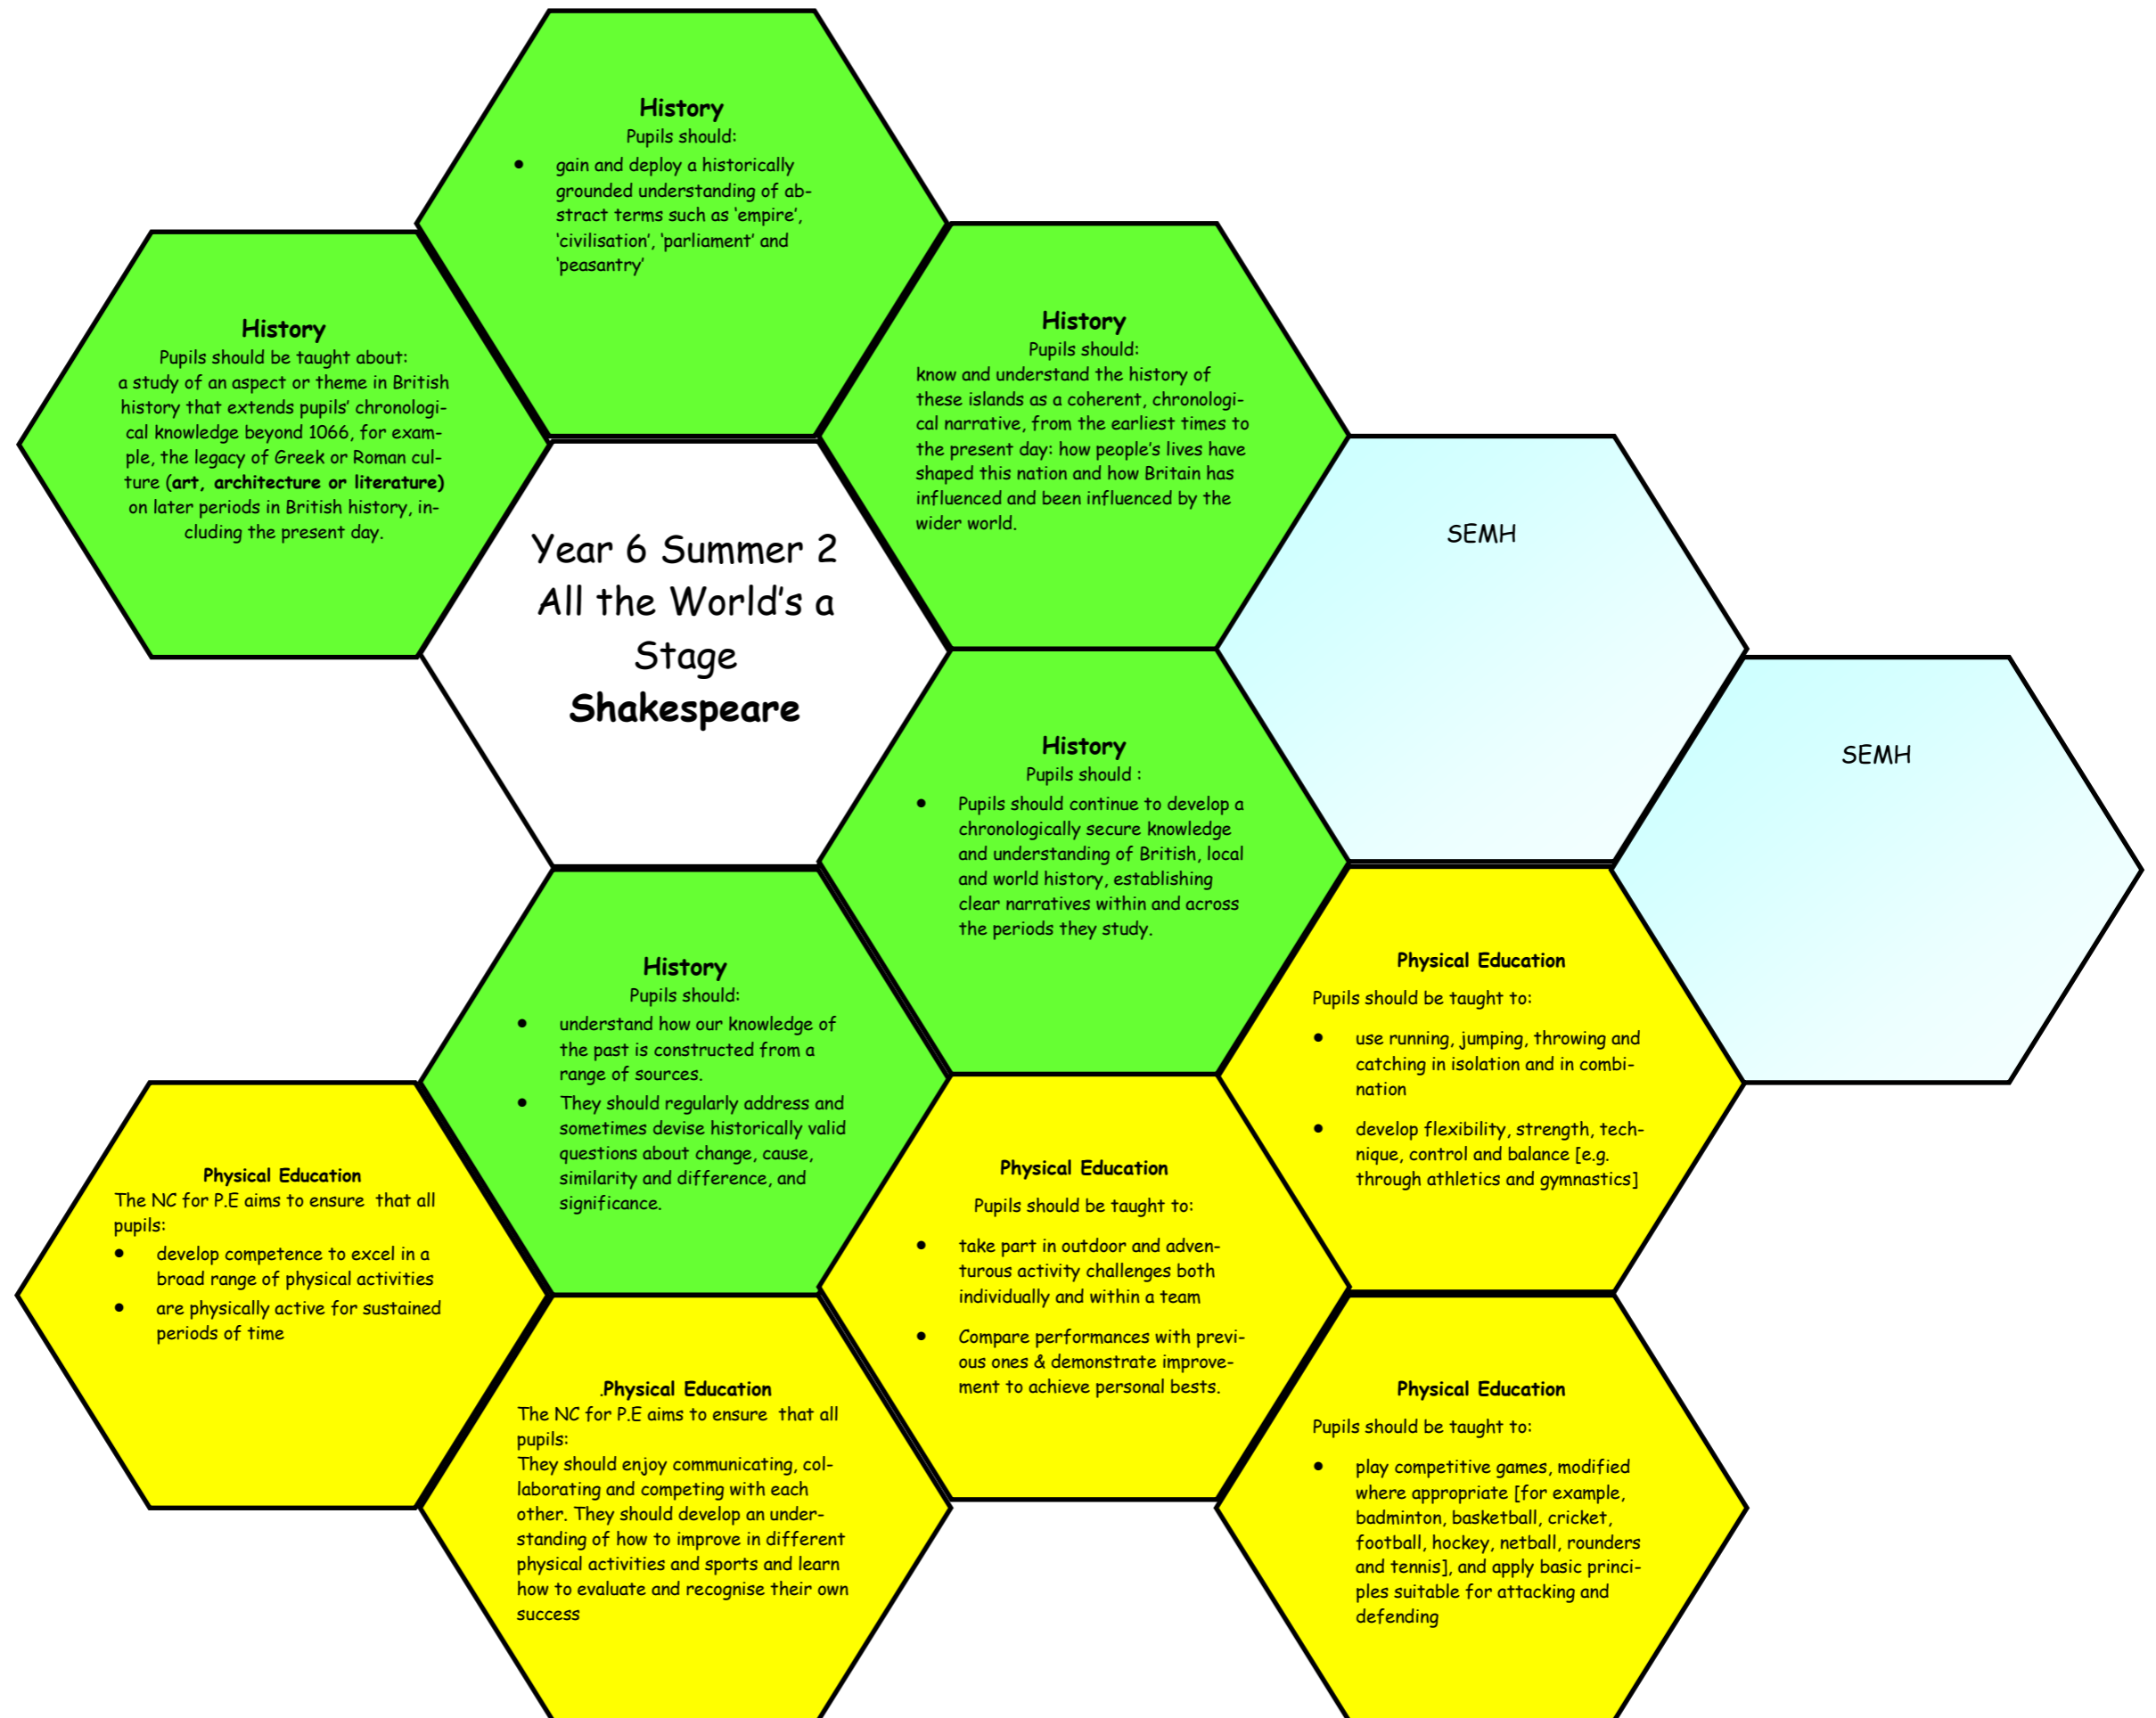 History
Pupils should:
• gain and deploy a historically
grounded understanding of ab-
stract terms such as ‘empire’,
‘civilisation’, ‘parliament’ and
‘peasantry’
History
Pupils should be taught about:
a study of an aspect or theme in British
history that extends pupils’ chronologi-
cal knowledge beyond 1066, for exam-
ple, the legacy of Greek or Roman cul-
ture (art, architecture or literature)
on later periods in British history, in-
cluding the present day.
History
Pupils should:
know and understand the history of
these islands as a coherent, chronologi-
cal narrative, from the earliest times to
the present day: how people’s lives have
shaped this nation and how Britain has
influenced and been influenced by the
wider world.
Year 6 Summer 2
All the World’s a
Stage
Shakespeare
SEMH
SEMH
History
Pupils should :
• Pupils should continue to develop a
chronologically secure knowledge
and understanding of British, local
and world history, establishing
clear narratives within and across
the periods they study.
History
Pupils should:
• understand how our knowledge of
the past is constructed from a
range of sources.
• They should regularly address and
sometimes devise historically valid
questions about change, cause,
similarity and difference, and
significance.
Physical Education
Pupils should be taught to:
• use running, jumping, throwing and
catching in isolation and in combi-
nation
• develop flexibility, strength, tech-
nique, control and balance [e.g.
through athletics and gymnastics]
Physical Education
The NC for P.E aims to ensure  that all
pupils:
• develop competence to excel in a
broad range of physical activities
• are physically active for sustained
periods of time
Physical Education
Pupils should be taught to:
• take part in outdoor and adven-
turous activity challenges both
individually and within a team
• Compare performances with previ-
ous ones & demonstrate improve-
ment to achieve personal bests.
.Physical Education
The NC for P.E aims to ensure  that all
pupils:
They should enjoy communicating, col-
laborating and competing with each
other. They should develop an under-
standing of how to improve in different
physical activities and sports and learn
how to evaluate and recognise their own
success
Physical Education
Pupils should be taught to:
• play competitive games, modified
where appropriate [for example,
badminton, basketball, cricket,
football, hockey, netball, rounders
and tennis], and apply basic princi-
ples suitable for attacking and
defending